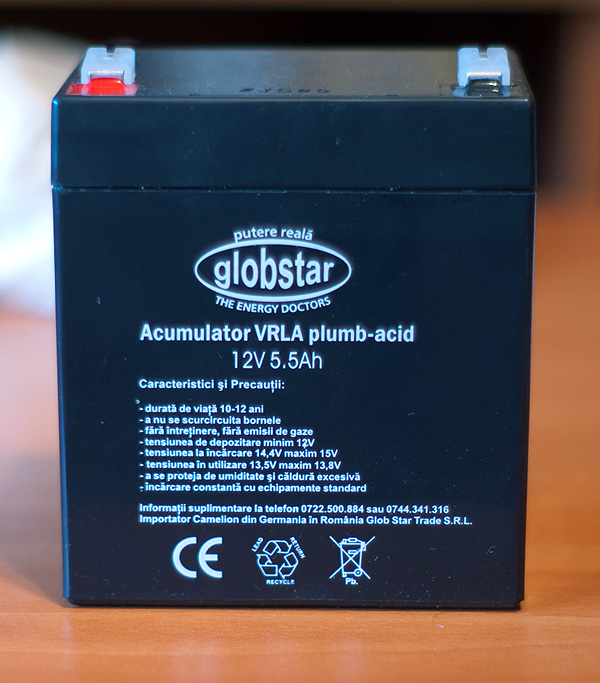 putere reală
globstar
THE ENERGY DOCTORS
Acumulator VRLA plumb-acid
12V 5.5Ah
Caracteristici şi Precauţii:
- durată de viaţă 10-12 ani
- a nu se scurcircuita bornele
- fără întreţinere, fără emisii de gaze
- tensiunea de depozitare minim 12V
- tensiunea la încărcare 14,4V maxim 15V
- tensiunea în utilizare 13,5V maxim 13,8V
- a se proteja de umiditate şi căldură excesivă
- încărcare constantă cu echipamente standard
Informaţii suplimentare la telefon 0722.500.884 sau 0744.341.316
Importator Camelion din Germania în România Glob Star Trade S.R.L.
CE
LEAD RETURN
RECYCLE
Pb.